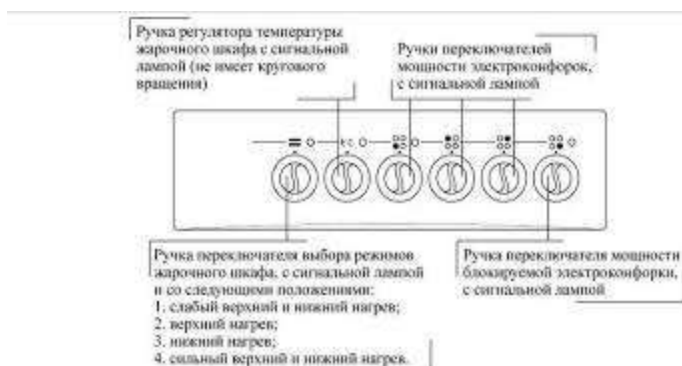 Ручка регулятора температуры
жарочного шкафа с сигнальной
лампой (не имеет кругового
вращения)
Ручки переключателей
мощности электроконфорок,
с сигнальной лампой
Ручка переключателя выбора режимов
жарочного шкафа, с сигнальной лампой
и со следующими положениями:
1. слабый верхний и нижний нагрев;
2. верхний нагрев;
3. нижний нагрев;
4. сильный верхний и нижний нагрев.
Ручка переключателя мощности
блокируемой электроконфорки,
с сигнальной лампой